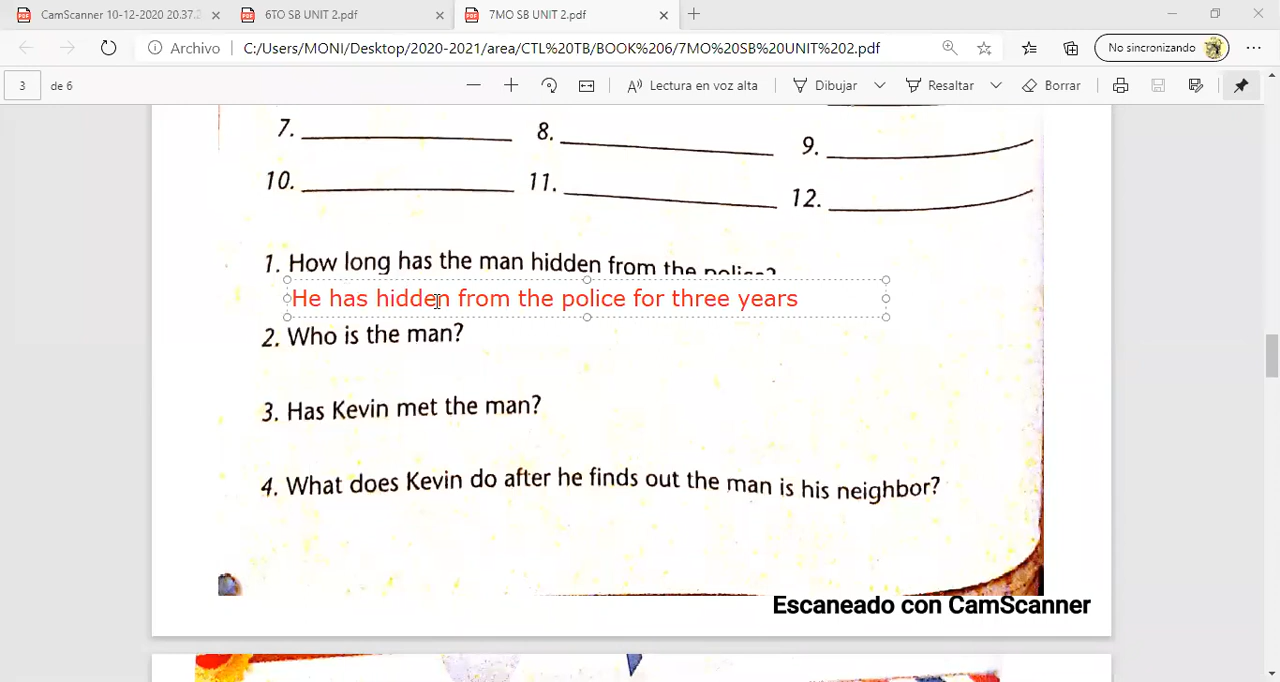 CamScanner 10-12-2020 20.37.2
6TO SB UNIT 2.pdf
7MO SB UNIT 2.pdf
Archivo
C:/Users/MONI/Desktop/2020-2021/area/CTL%20TB/BOOK%206/7MO%20SB%20UNIT%202.pdf
No sincronizando
3 de 6
Lectura en voz alta
Dibujar
Resaltar
Borrar
7. 8. 9.
10. 11. 12.
1. How long has the man hidden from the police?
He has hidden from the police for three years
2. Who is the man?
3. Has Kevin met the man?
4. What does Kevin do after he finds out the man is his neighbor?
Escaneado con CamScanner